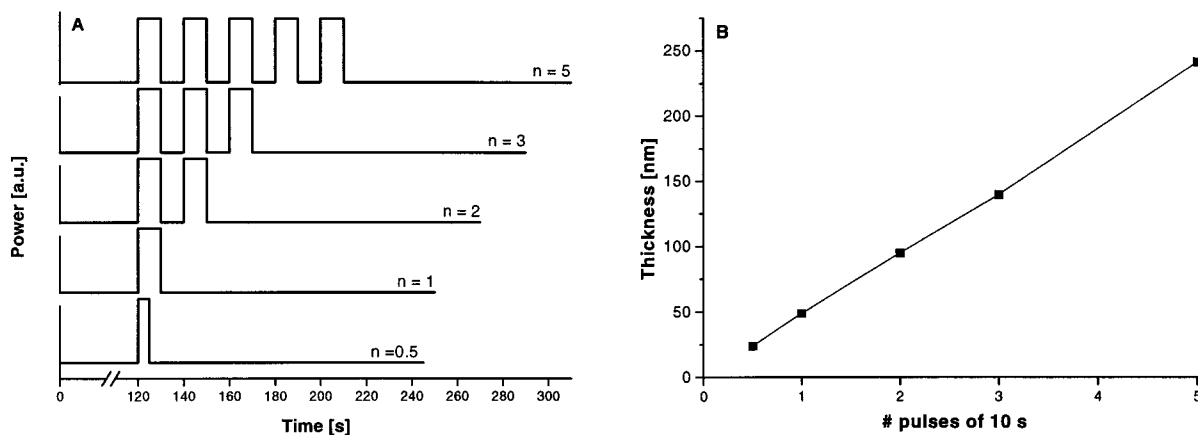 A
n = 5
n = 3
n = 2
n = 1
n =0.5
Power [a.u.]
0 120 140 160 180 200 220 240 260 280 300
Time [s]
B
250
200
150
100
50
0
Thickness [nm]
0 1 2 3 4 5
# pulses of 10 s